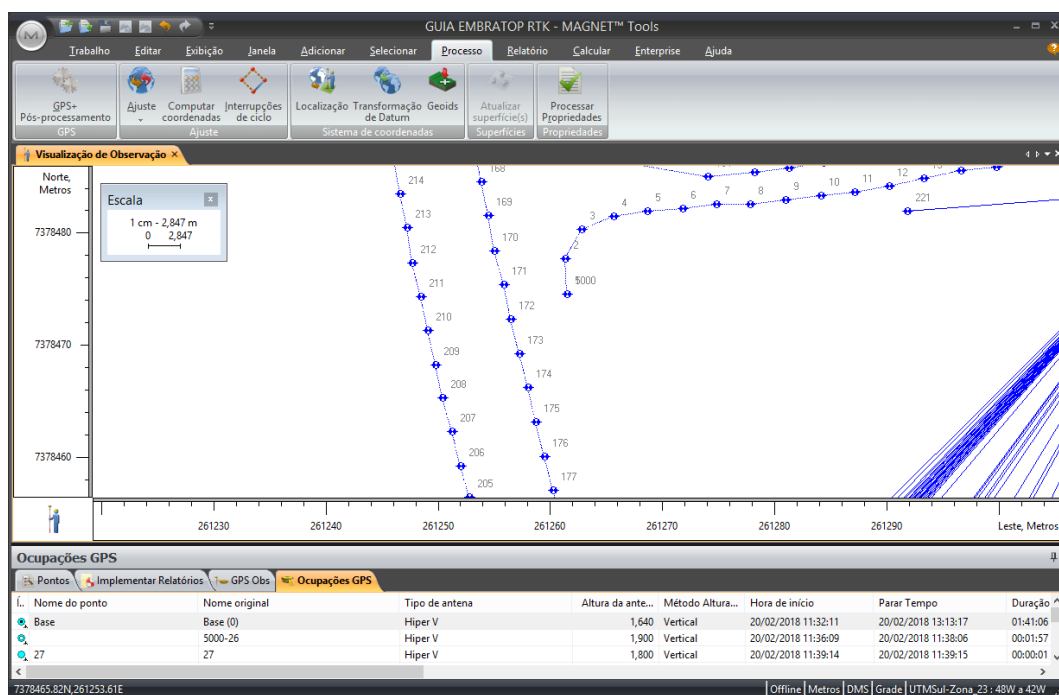 GUIA EMBRATOP RTK - MAGNET™ Tools
Trabalho Editar Exibição Janela Adicionar Selecionar Processo Relatório Calcular Enterprise Ajuda
GPS+ Pós-processamento
Ajuste
Computar coordenadas
Interrupções de ciclo
Localização
Transformação de Datum
Geoids
Atualizar superfície(s)
Processar Propriedades
GPS Ajuste Sistema de coordenadas Superfícies Propriedades
Visualização de Observação
Norte, Metros
Escala
1 cm - 2,847 m
0 2,847
7378480
7378470
7378460
214
213
212
211
210
209
208
207
206
205
168
169
170
171
172
173
174
175
176
177
5000
2
3
4
5
6
7
8
9
10
11
12
221
261230 261240 261250 261260 261270 261280 261290 Leste, Metros
Ocupações GPS
Pontos Implementar Relatórios GPS Obs Ocupações GPS
Í.. Nome do ponto Nome original Tipo de antena Altura da ante... Método Altura... Hora de início Parar Tempo Duração
Base Base (0) Hiper V 1,640 Vertical 20/02/2018 11:32:11 20/02/2018 13:13:17 01:41:06
5000-26 Hiper V 1,900 Vertical 20/02/2018 11:36:09 20/02/2018 11:38:06 00:01:57
27 27 Hiper V 1,800 Vertical 20/02/2018 11:39:14 20/02/2018 11:39:15 00:00:01
7378465.82N,261253.61E Offline Metros DMS Grade UTMSul-Zona_23 : 48W a 42W